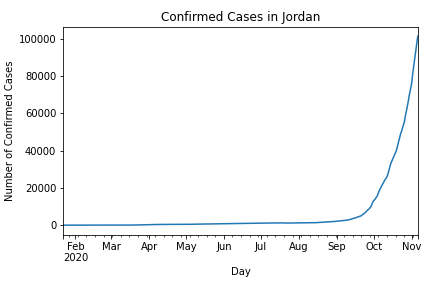 Confirmed Cases in Jordan
Number of Confirmed Cases
100000
80000
60000
40000
20000
0
Feb Mar Apr May Jun Jul Aug Sep Oct Nov
2020
Day